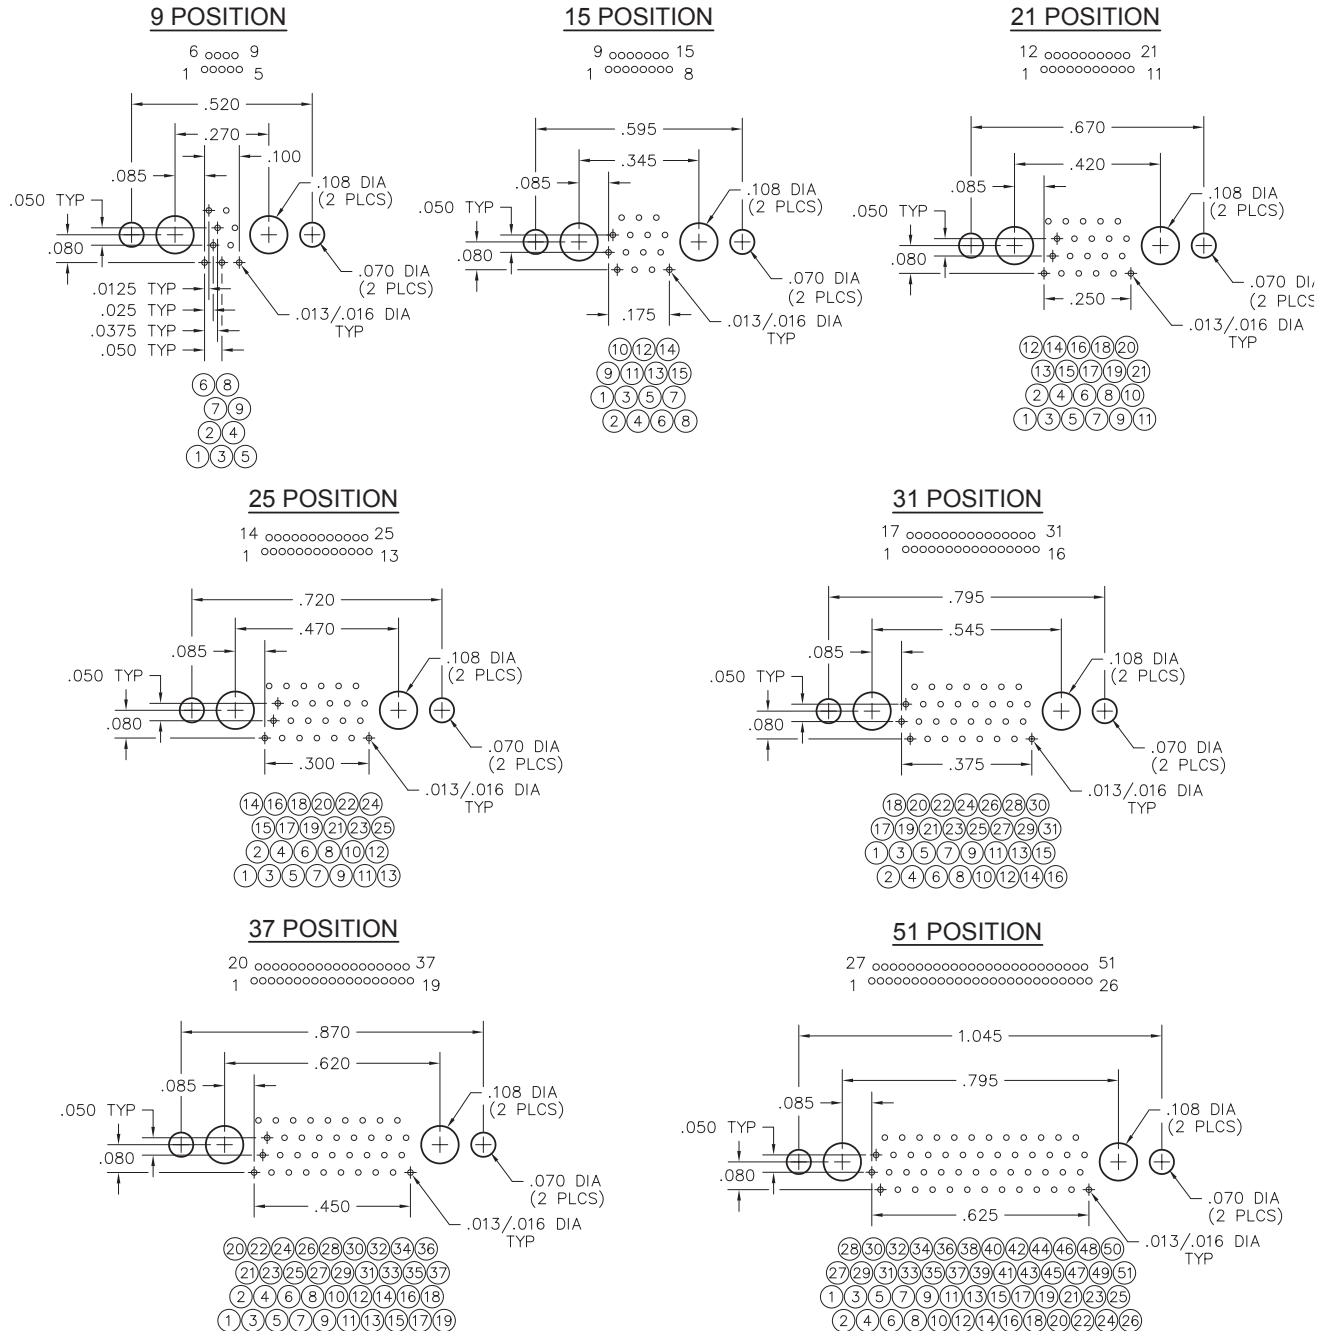 9 POSITION
6 9
1 5
.520
.270
.100
.085
.108 DIA
(2 PLCS)
.050 TYP
.080
.070 DIA
(2 PLCS)
.0125 TYP
.025 TYP
.0375 TYP
.050 TYP
.013/.016 DIA
TYP
6 8
7 9
2 4
1 3 5
15 POSITION
9 15
1 8
.595
.345
.085
.108 DIA
(2 PLCS)
.050 TYP
.080
.070 DIA
(2 PLCS)
.175
.013/.016 DIA
TYP
10 12 14
9 11 13 15
1 3 5 7
2 4 6 8
21 POSITION
12 21
1 11
.670
.420
.085
.108 DIA
(2 PLCS)
.050 TYP
.080
.070 DI
(2 PLCS
.250
.013/.016 DIA
TYP
12 14 16 18 20
13 15 17 19 21
2 4 6 8 10
1 3 5 7 9 11
25 POSITION
14 25
1 13
.720
.470
.085
.108 DIA
(2 PLCS)
.050 TYP
.080
.070 DIA
(2 PLCS)
.300
.013/.016 DIA
TYP
14 16 18 20 22 24
15 17 19 21 23 25
2 4 6 8 10 12
1 3 5 7 9 11 13
31 POSITION
17 31
1 16
.795
.545
.085
.108 DIA
(2 PLCS)
.050 TYP
.080
.070 DIA
(2 PLCS)
.375
.013/.016 DIA
TYP
18 20 22 24 26 28 30
17 19 21 23 25 27 29 31
1 3 5 7 9 11 13 15
2 4 6 8 10 12 14 16
37 POSITION
20 37
1 19
.870
.620
.085
.108 DIA
(2 PLCS)
.050 TYP
.080
.070 DIA
(2 PLCS)
.450
.013/.016 DIA
TYP
20 22 24 26 28 30 32 34 36
21 23 25 27 29 31 33 35 37
2 4 6 8 10 12 14 16 18
1 3 5 7 9 11 13 15 17 19
51 POSITION
27 51
1 26
1.045
.795
.085
.108 DIA
(2 PLCS)
.050 TYP
.080
.070 DIA
(2 PLCS)
.625
.013/.016 DIA
TYP
28 30 32 34 36 38 40 42 44 46 48 50
27 29 31 33 35 37 39 41 43 45 47 49 51
1 3 5 7 9 11 13 15 17 19 21 23 25
2 4 6 8 10 12 14 16 18 20 22 24 26